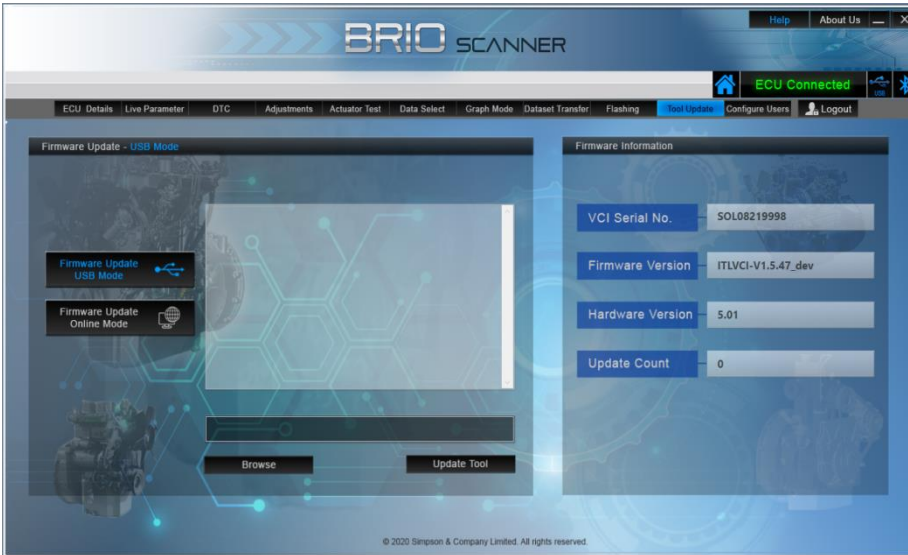 Help About Us
BRIO SCANNER
ECU Connected
USB
ECU Details Live Parameter DTC Adjustments Actuator Test Data Select Graph Mode Dataset Transfer Flashing Tool Update Configure Users Logout
Firmware Update - USB Mode
Firmware Update
USB Mode
Firmware Update
Online Mode
Browse Update Tool
Firmware Information
VCI Serial No. SOL08219998
Firmware Version ITLVCI-V1.5.47_dev
Hardware Version 5.01
Update Count 0
© 2020 Simpson & Company Limited. All rights reserved.